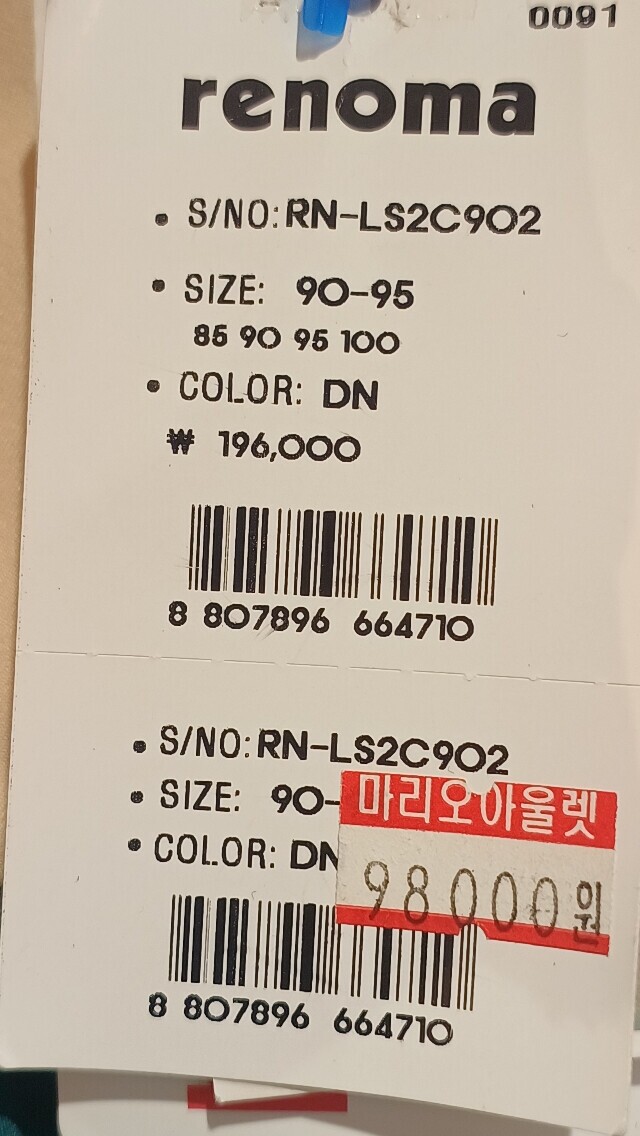 0091
renoma
• S/NO: RN-LS2C902
• SIZE: 90-95
85 90 95 100
• COLOR: DN
₩ 196,000
8 807896 664710
• S/NO: RN-LS2C902
• SIZE: 90-
마리오아울렛
• COLOR: DN
98000원
8 807896 664710